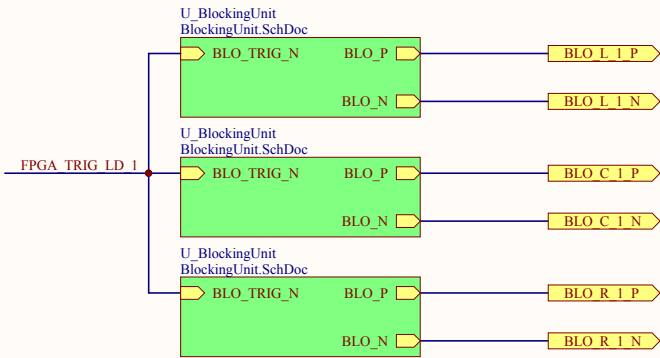 U_BlockingUnit
BlockingUnit.SchDoc
BLO_TRIG_N BLO_P BLO_L_1_P
BLO_N BLO_L_1_N
U_BlockingUnit
BlockingUnit.SchDoc
FPGA_TRIG_LD_1 BLO_TRIG_N BLO_P BLO_C_1_P
BLO_N BLO_C_1_N
U_BlockingUnit
BlockingUnit.SchDoc
BLO_TRIG_N BLO_P BLO_R_1_P
BLO_N BLO_R_1_N